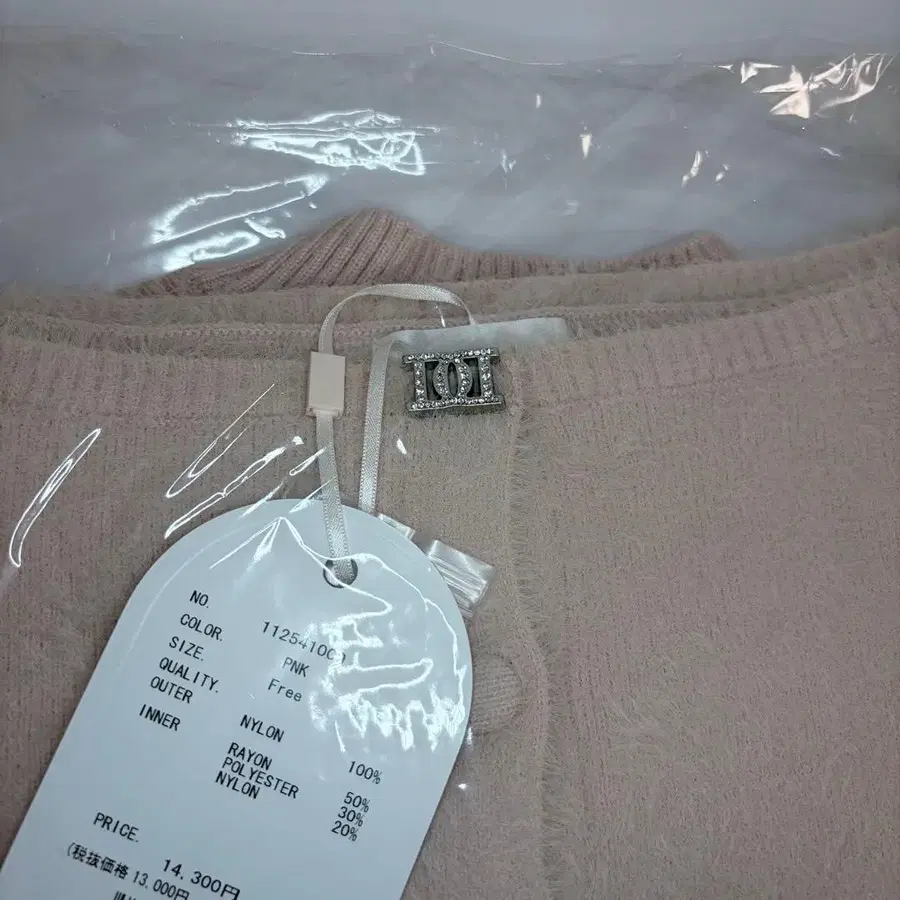 NO. 11254100
COLOR. PNK
SIZE. Free
QUALITY.
OUTER NYLON 100%
INNER RAYON 50%
POLYESTER 30%
NYLON 20%
PRICE. 14,300円
(税抜価格 13,000円